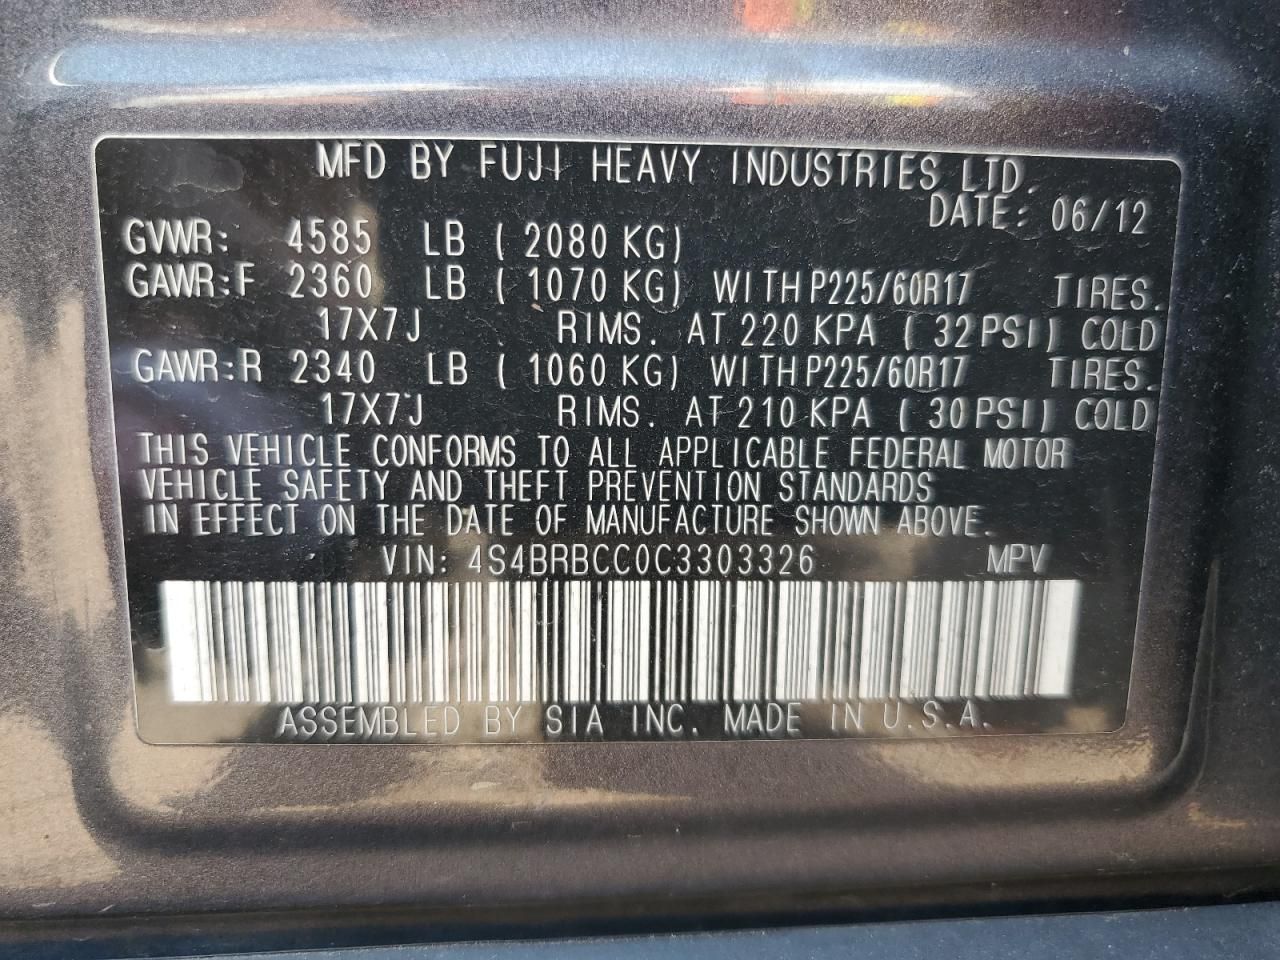 MFD BY FUJI HEAVY INDUSTRIES LTD.
DATE: 06/12
GVWR: 4585 LB ( 2080 KG)
GAWR:F 2360 LB ( 1070 KG) WITH P225/60R17 TIRES.
17X7J RIMS. AT 220 KPA ( 32 PSI) COLD
GAWR:R 2340 LB ( 1060 KG) WITH P225/60R17 TIRES.
17X7J RIMS. AT 210 KPA ( 30 PSI) COLD
THIS VEHICLE CONFORMS TO ALL APPLICABLE FEDERAL MOTOR
VEHICLE SAFETY AND THEFT PREVENTION STANDARDS
IN EFFECT ON THE DATE OF MANUFACTURE SHOWN ABOVE.
VIN: 4S4BRBCC0C3303326 MPV
ASSEMBLED BY SIA INC. MADE IN U.S.A.